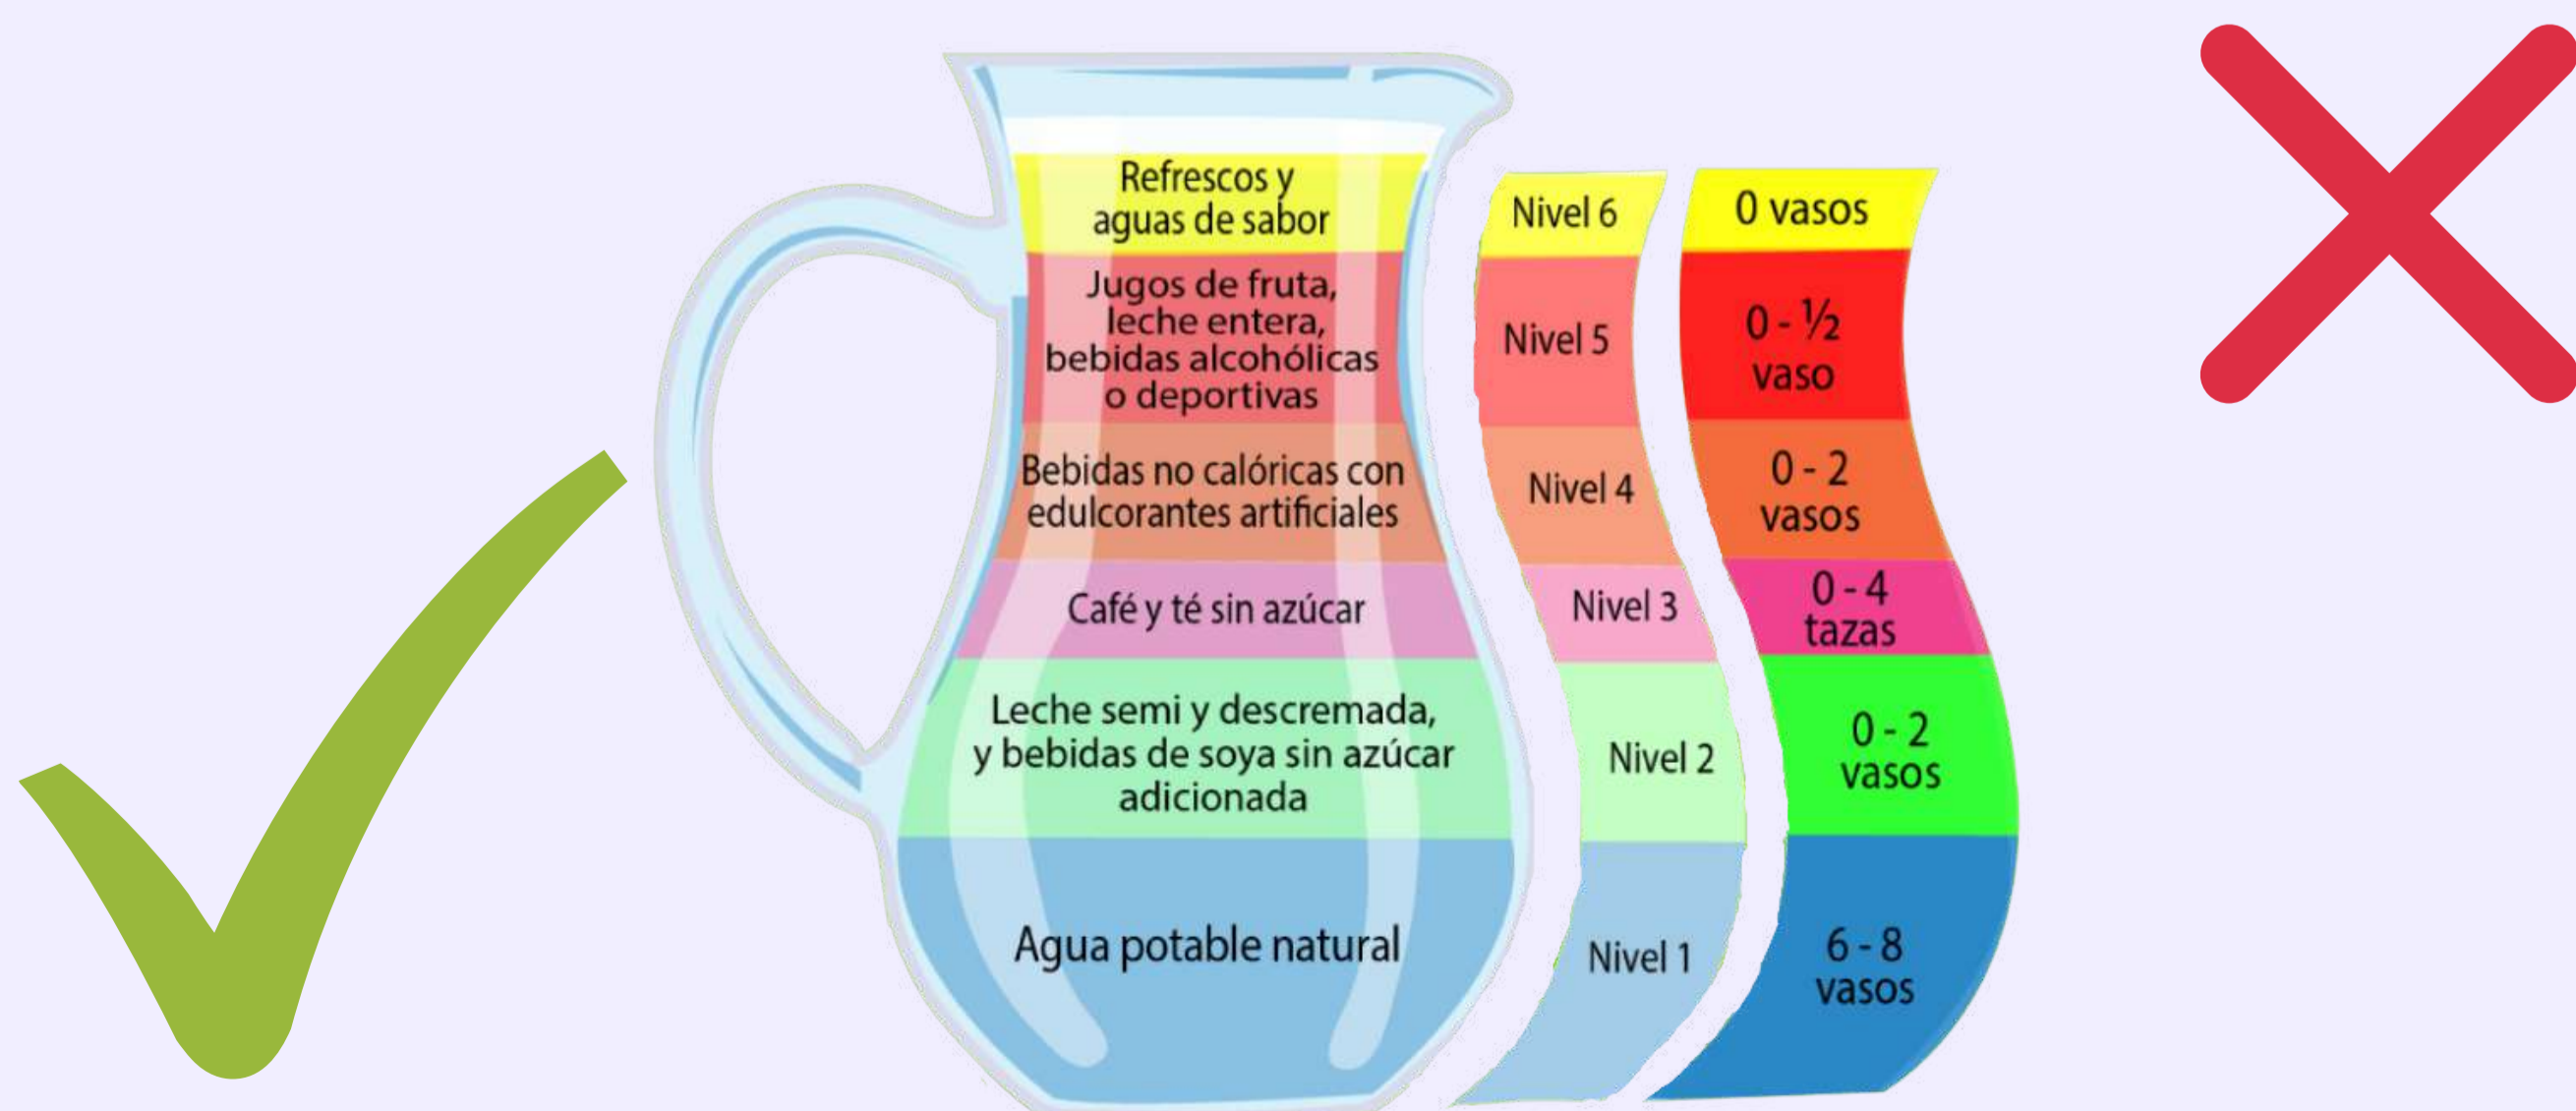 Refrescos y
aguas de sabor
Nivel 6
0 vasos
Jugos de fruta,
leche entera,
bebidas alcohólicas
o deportivas
Nivel 5
0 - ½
vaso
Bebidas no calóricas con
edulcorantes artificiales
Nivel 4
0 - 2
vasos
Café y té sin azúcar
Nivel 3
0 - 4
tazas
Leche semi y descremada,
y bebidas de soya sin azúcar
adicionada
Nivel 2
0 - 2
vasos
Agua potable natural
Nivel 1
6 - 8
vasos